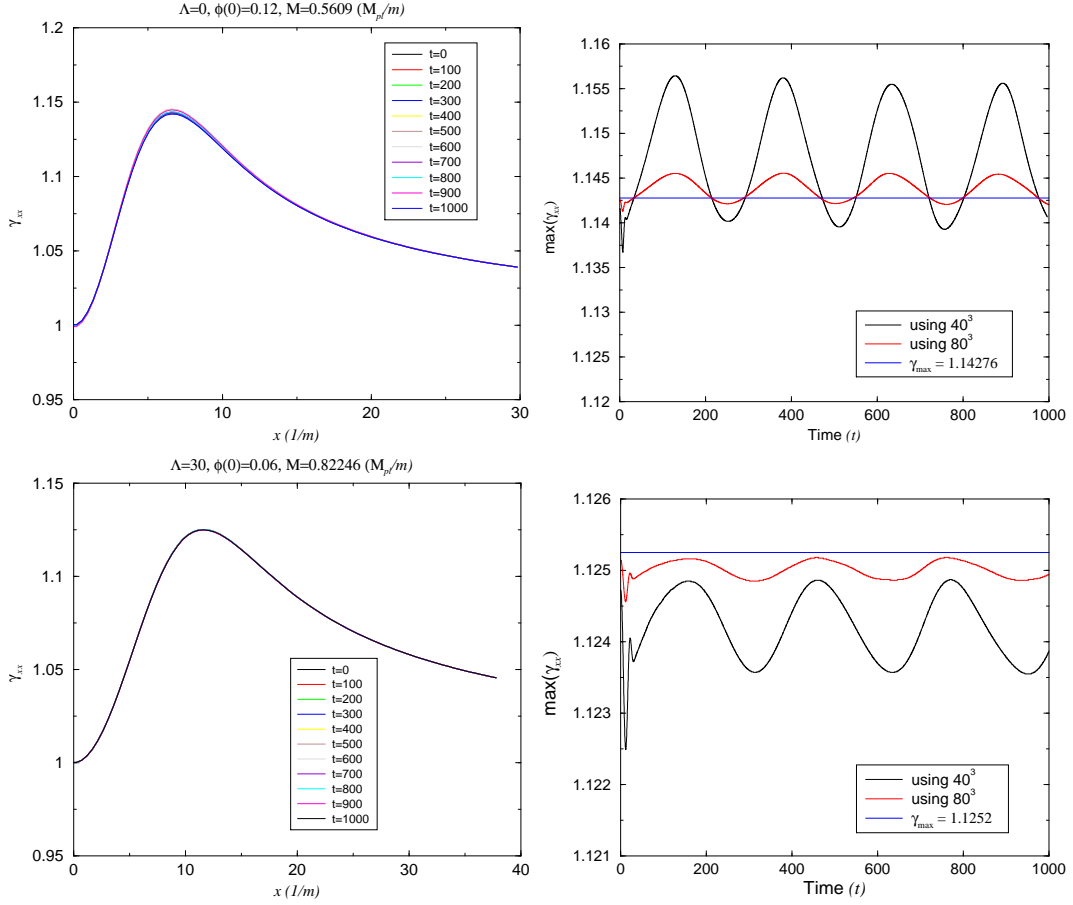 Λ=0, ϕ(0)=0.12, M=0.5609 (M_pl/m)
1.2
1.15
1.1
1.05
1
0.95
γ_xx
t=0
t=100
t=200
t=300
t=400
t=500
t=600
t=700
t=800
t=900
t=1000
0 10 20 30
x (1/m)
1.16
1.155
1.15
1.145
1.14
1.135
1.13
1.125
1.12
max(γ_xx)
using 40³
using 80³
γ_max = 1.14276
0 200 400 600 800 1000
Time (t)
Λ=30, ϕ(0)=0.06, M=0.82246 (M_pl/m)
1.15
1.1
1.05
1
0.95
γ_xx
t=0
t=100
t=200
t=300
t=400
t=500
t=600
t=700
t=800
t=900
t=1000
0 10 20 30 40
x (1/m)
1.126
1.125
1.124
1.123
1.122
1.121
max(γ_xx)
using 40³
using 80³
γ_max = 1.1252
0 200 400 600 800 1000
Time (t)